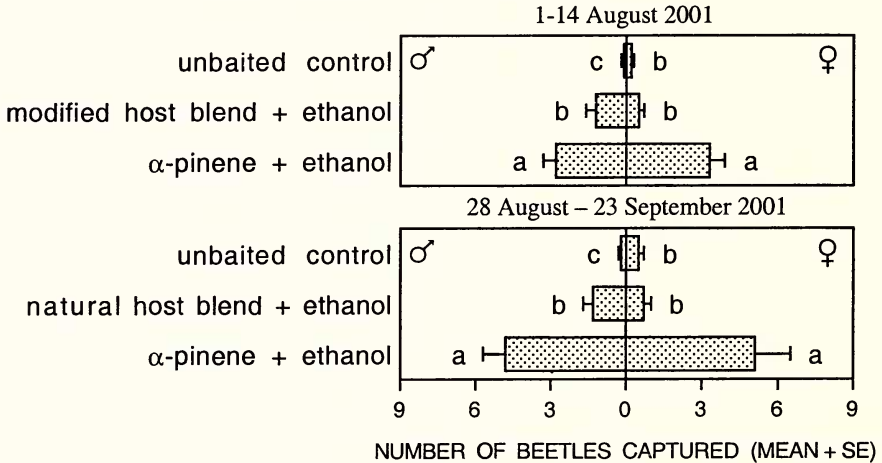 1-14 August 2001
♂ ♀
unbaited control c b
modified host blend + ethanol b b
α-pinene + ethanol a a
28 August – 23 September 2001
♂ ♀
unbaited control c b
natural host blend + ethanol b b
α-pinene + ethanol a a
9 6 3 0 3 6 9
NUMBER OF BEETLES CAPTURED (MEAN + SE)